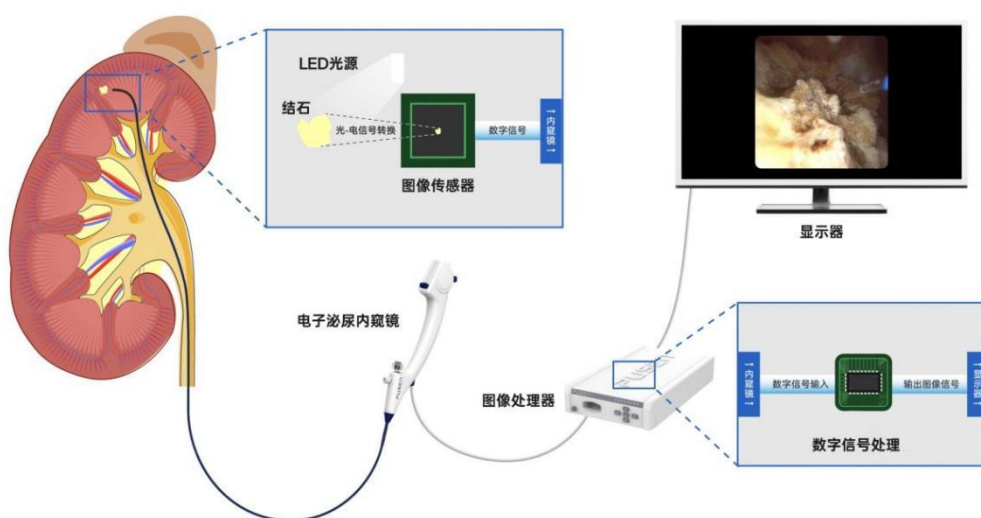 LED光源
结石
光-电信号转换
数字信号
→内窥镜→
图像传感器
显示器
电子泌尿内窥镜
PUSEN
图像处理器
PUSEN
→内窥镜→
数字信号输入
输出图像信号
→显示器→
数字信号处理